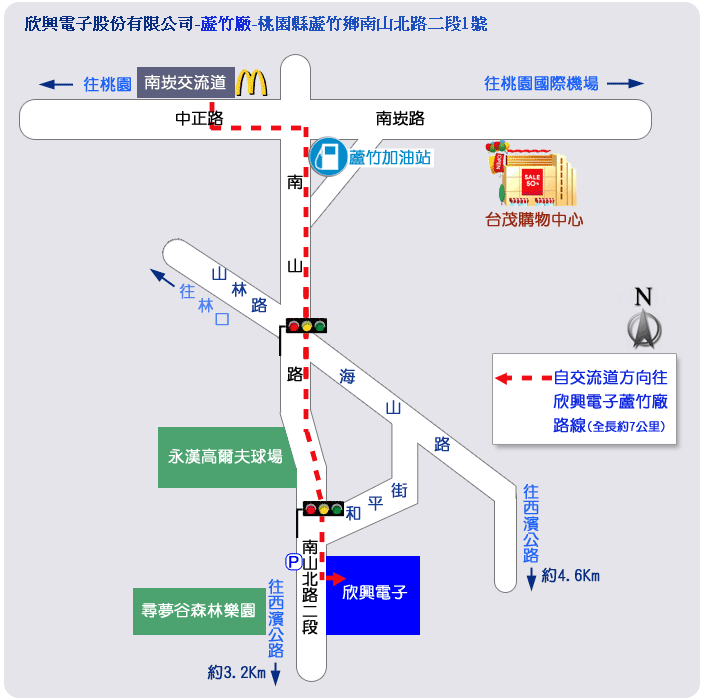 欣興電子股份有限公司-蘆竹廠-桃園縣蘆竹鄉南山北路二段1號
往桃園
南崁交流道
往桃園國際機場
中正路
南崁路
蘆竹加油站
SALE
50%
台茂購物中心
南山路
山林路
往林口
N
海山路
自交流道方向往
欣興電子蘆竹廠
路線(全長約7公里)
永漢高爾夫球場
和平街
往西濱公路
約4.6Km
P
南山北路二段
欣興電子
尋夢谷森林樂園
往西濱公路
約3.2Km